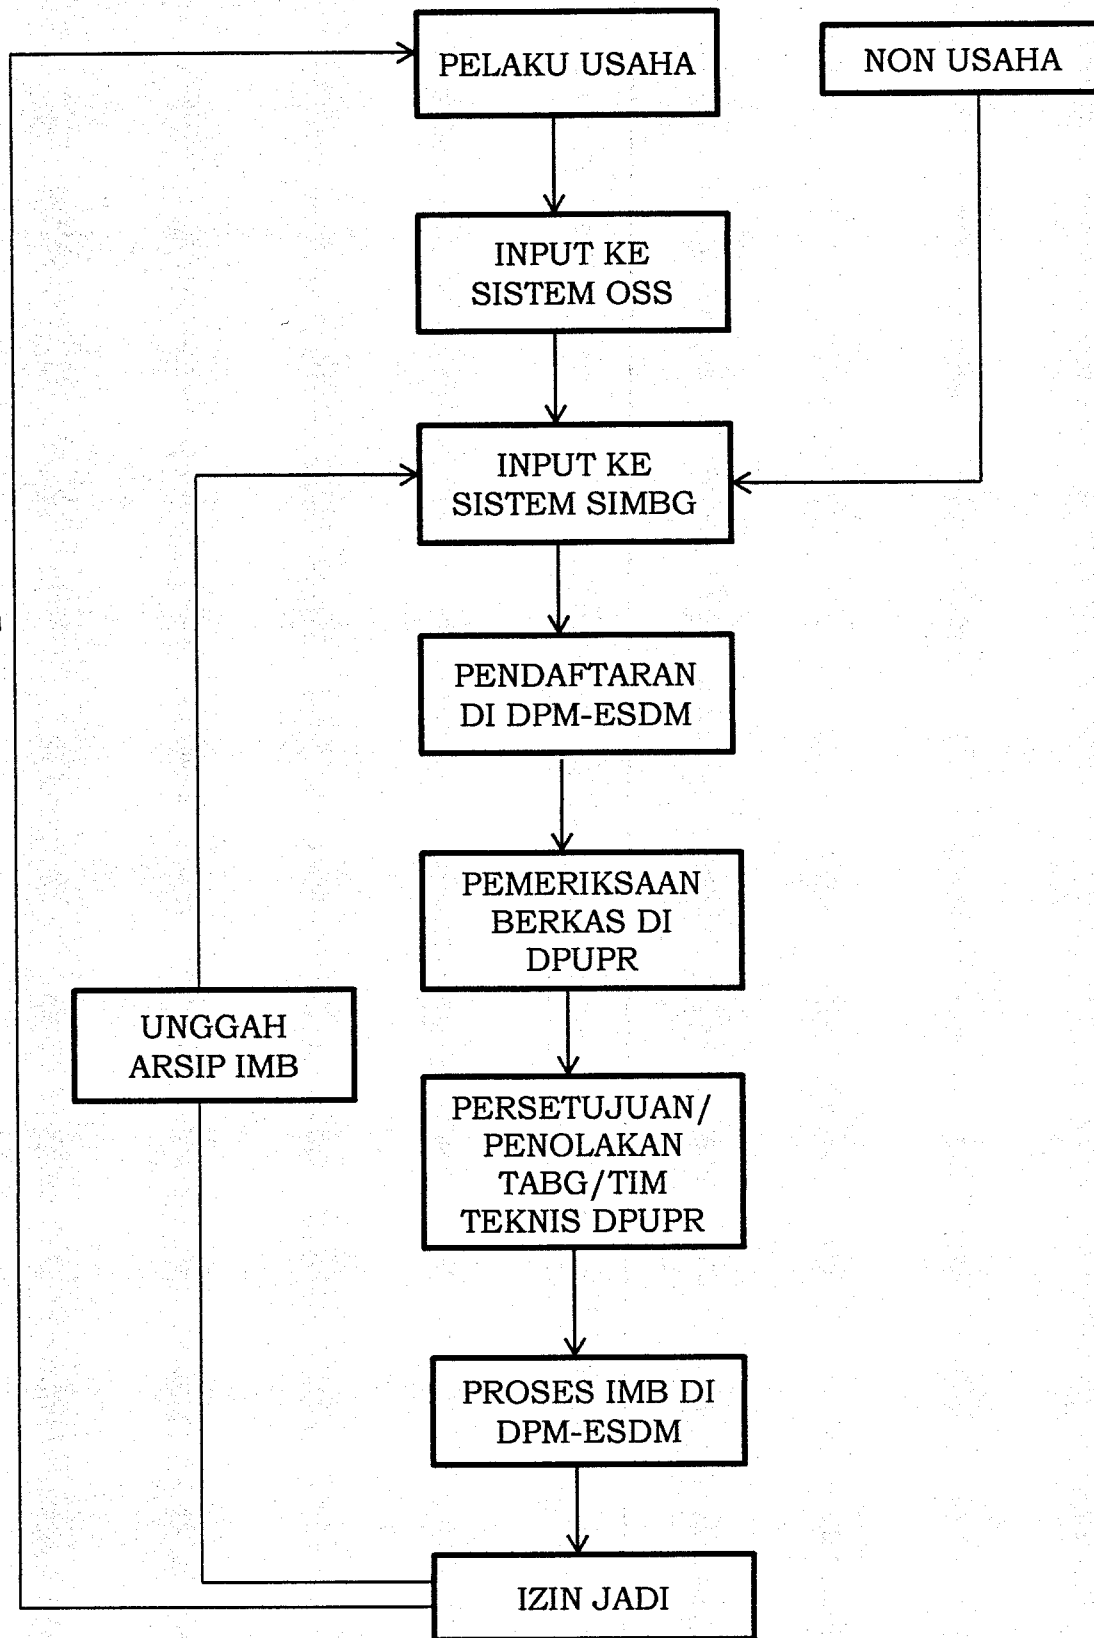 PELAKU USAHA
NON USAHA
INPUT KE
SISTEM OSS
INPUT KE
SISTEM SIMBG
PENDAFTARAN
DI DPM-ESDM
PEMERIKSAAN
BERKAS DI
DPUPR
UNGGAH
ARSIP IMB
PERSETUJUAN/
PENOLAKAN
TABG/TIM
TEKNIS DPUPR
PROSES IMB DI
DPM-ESDM
IZIN JADI